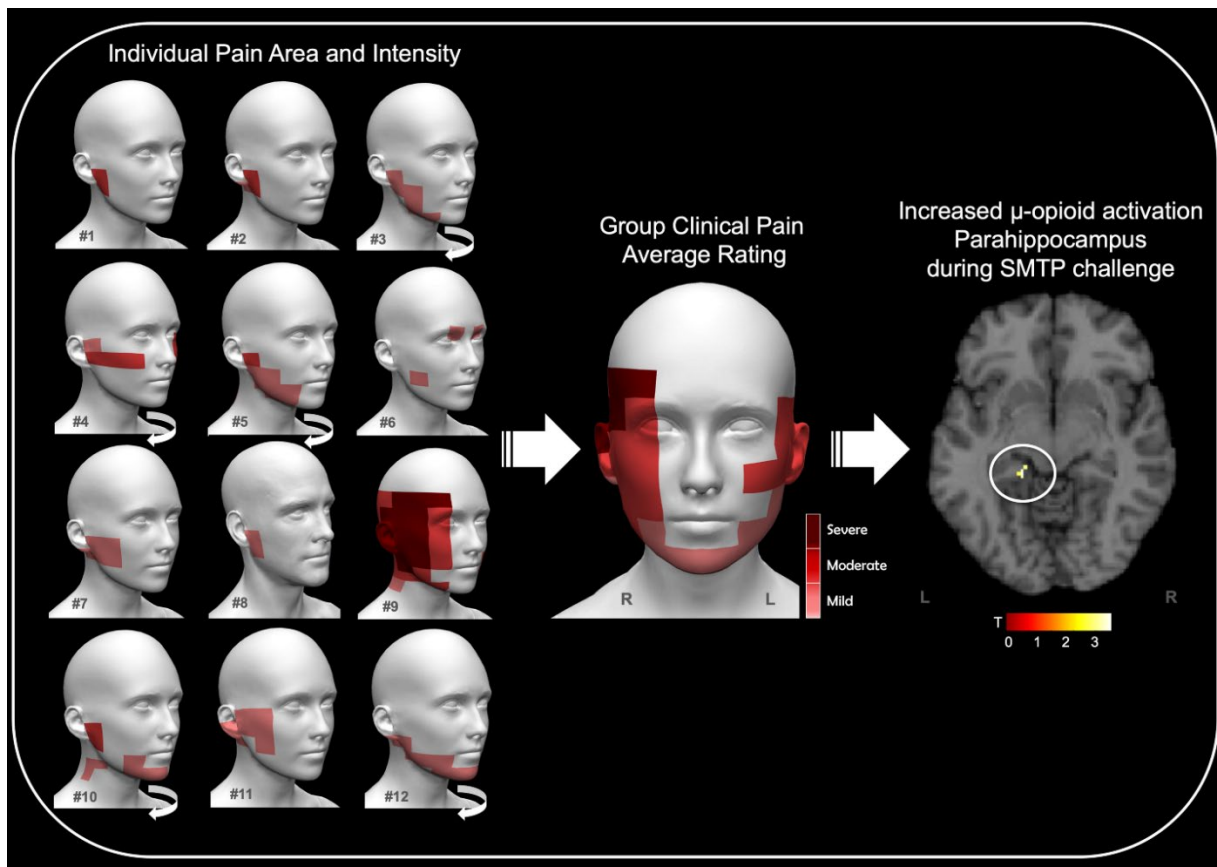 Individual Pain Area and Intensity
#1
#2
#3
#4
#5
#6
#7
#8
#9
#10
#11
#12
Group Clinical Pain
Average Rating
R
L
Severe
Moderate
Mild
Increased μ-opioid activation
Parahippocampus
during SMTP challenge
L
R
T
0 1 2 3